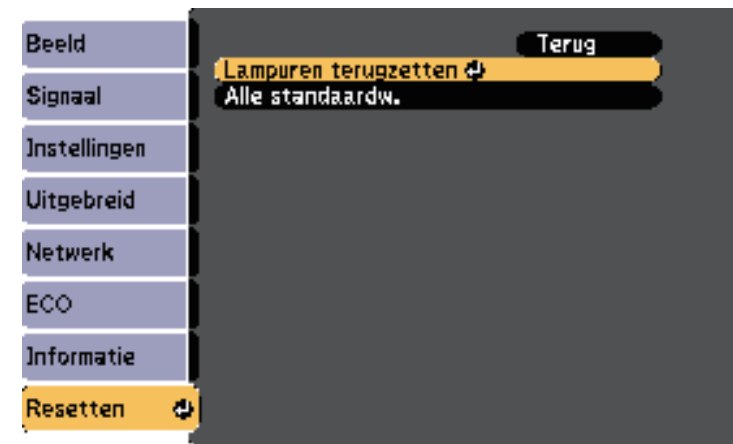 Beeld
Signaal
Instellingen
Uitgebreid
Netwerk
ECO
Informatie
Resetten
Terug
Lampuren terugzetten
Alle standaardw.